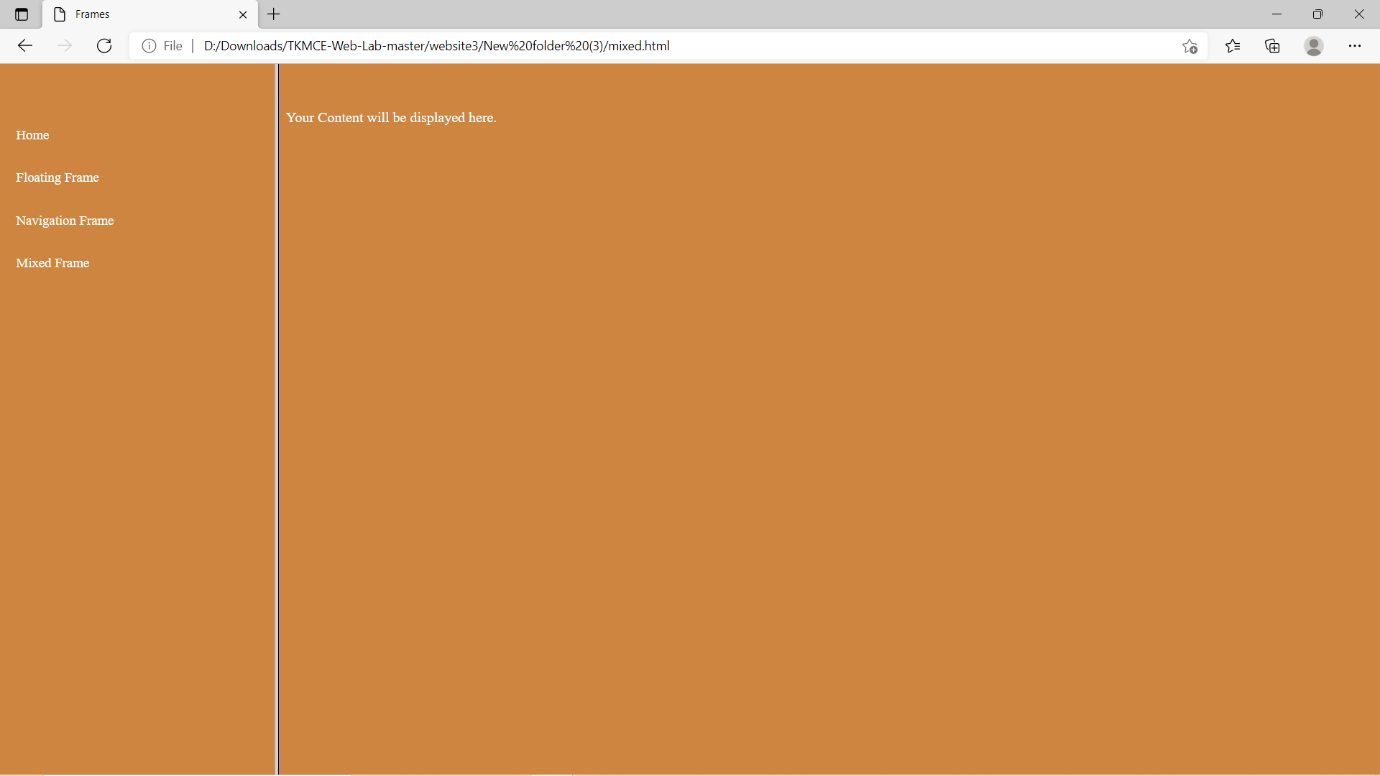 Frames
File
D:/Downloads/TKMCE-Web-Lab-master/website3/New%20folder%20(3)/mixed.html
Your Content will be displayed here.
Home
Floating Frame
Navigation Frame
Mixed Frame